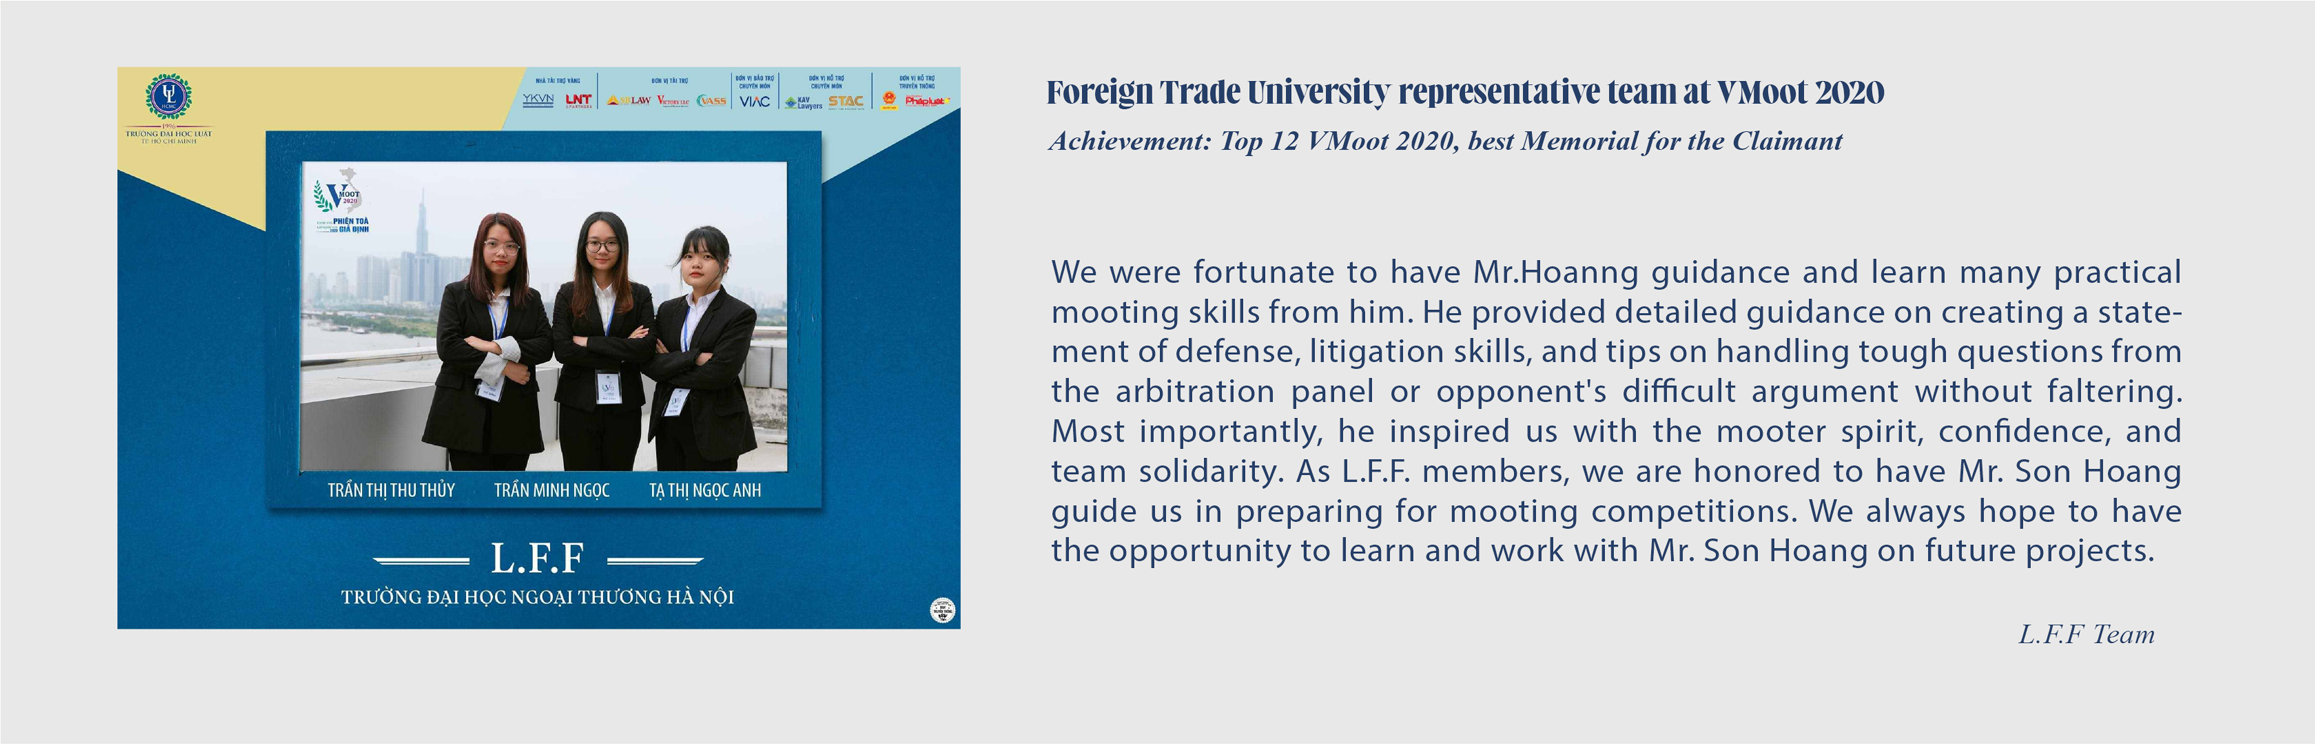 1996
TRƯỜNG ĐẠI HỌC LUẬT
TP. HỒ CHÍ MINH
NHÀ TÀI TRỢ VÀNG
ĐƠN VỊ TÀI TRỢ
ĐƠN VỊ BẢO TRỢ
CHUYÊN MÔN
ĐƠN VỊ HỖ TRỢ
CHUYÊN MÔN
ĐƠN VỊ HỖ TRỢ
TRUYỀN THÔNG
YKVN
LNT
LAW
VICTORY LLC
VASS
VIAC
KAV
Lawyers
STAC
Pháp luật
V MOOT
2020
PHIÊN TOÀ
GIẢ ĐỊNH
TRẦN THỊ THU THỦY
TRẦN MINH NGỌC
TẠ THỊ NGỌC ANH
L.F.F
TRƯỜNG ĐẠI HỌC NGOẠI THƯƠNG HÀ NỘI
Foreign Trade University representative team at VMoot 2020
Achievement: Top 12 VMoot 2020, best Memorial for the Claimant
We were fortunate to have Mr.Hoanng guidance and learn many practical
mooting skills from him. He provided detailed guidance on creating a state-
ment of defense, litigation skills, and tips on handling tough questions from
the arbitration panel or opponent's difficult argument without faltering.
Most importantly, he inspired us with the mooter spirit, confidence, and
team solidarity. As L.F.F. members, we are honored to have Mr. Son Hoang
guide us in preparing for mooting competitions. We always hope to have
the opportunity to learn and work with Mr. Son Hoang on future projects.
L.F.F Team